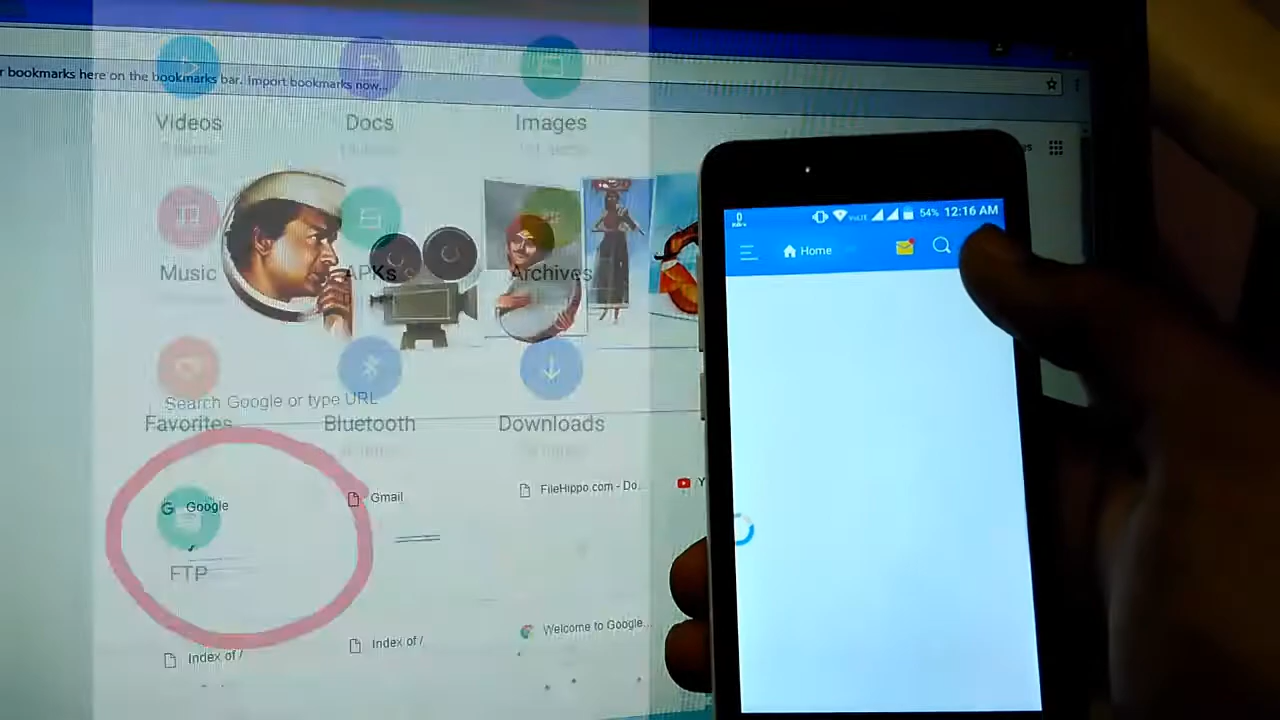 r bookmarks here on the bookmarks bar. Import bookmarks now...
Videos Docs Images
Music APKs Archives
Search Google or type URL
Favorites Bluetooth Downloads
Google Gmail FileHippo.com - Do... Y
FTP
Index of / Index of / Welcome to Google...
54% 12:16 AM
Home